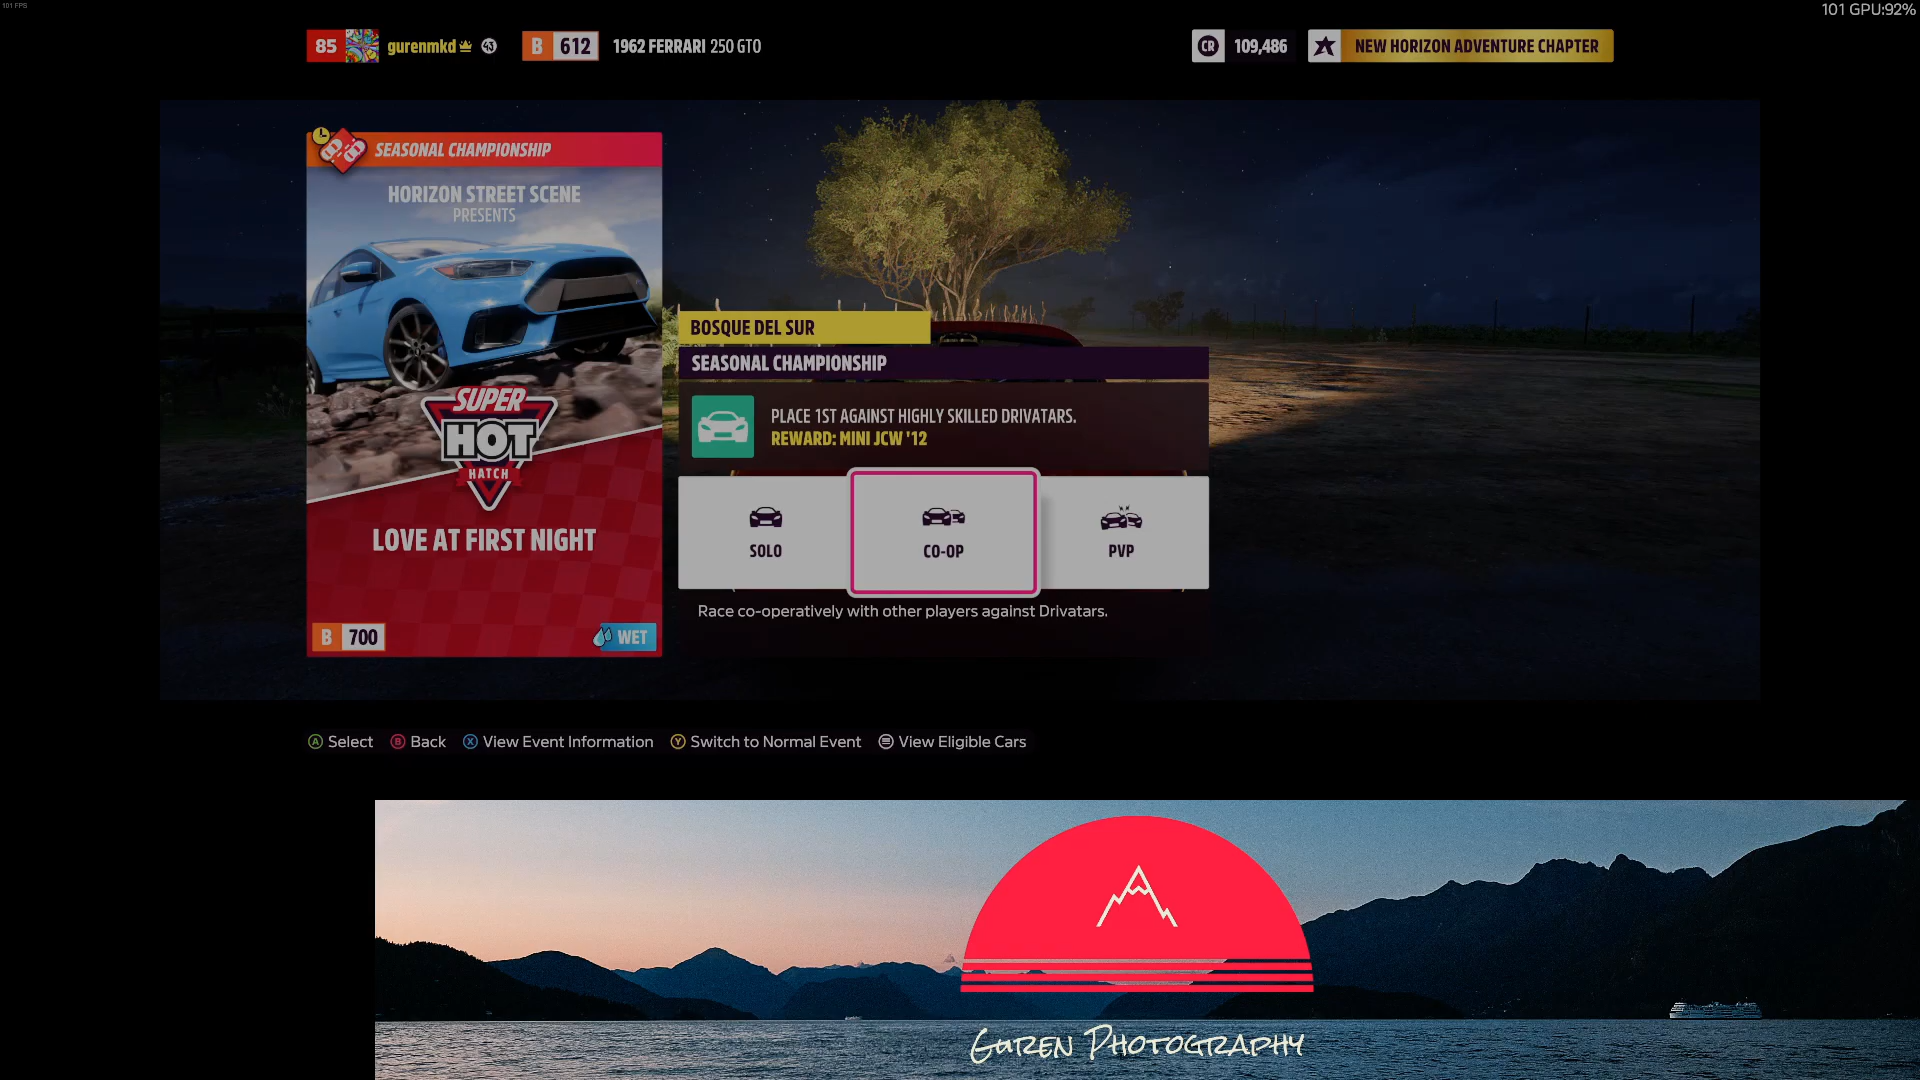 101 FPS
101 GPU:92%
85 gurenmkd 43 B 612 1962 FERRARI 250 GTO
CR 109,486 NEW HORIZON ADVENTURE CHAPTER
SEASONAL CHAMPIONSHIP
HORIZON STREET SCENE
PRESENTS
SUPER
HOT
HATCH
LOVE AT FIRST NIGHT
B 700
WET
BOSQUE DEL SUR
SEASONAL CHAMPIONSHIP
PLACE 1ST AGAINST HIGHLY SKILLED DRIVATARS.
REWARD: MINI JCW '12
SOLO
CO-OP
PVP
Race co-operatively with other players against Drivatars.
A Select B Back X View Event Information Y Switch to Normal Event View Eligible Cars
GUREN PHOTOGRAPHY